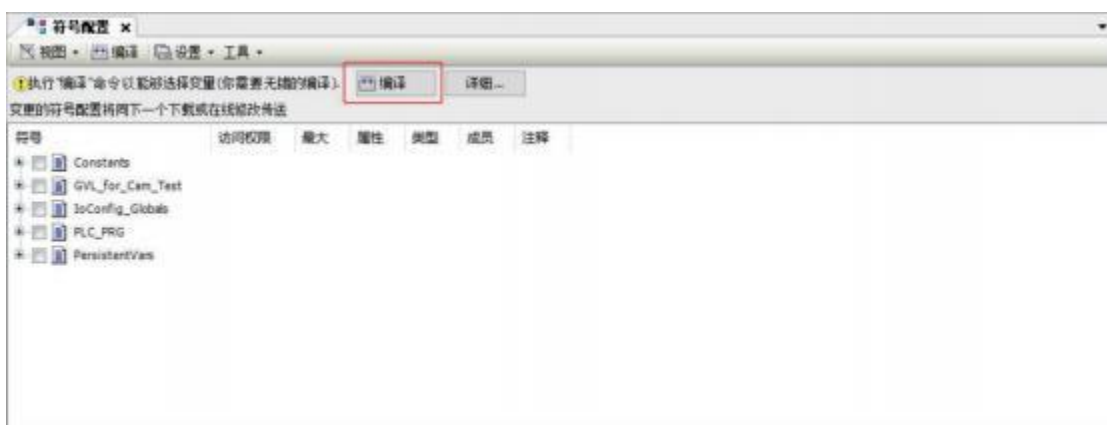 符号配置 ×
视图 编译 设置 工具
执行"编译"命令以能够选择变量(你需要无错的编译). 编译 详细...
变更的符号配置将同下一个下载或在线修改传送
符号 访问权限 最大 属性 类型 成员 注释
Constants
GVL_for_Cam_Test
IoConfig_Globals
PLC_PRG
PersistentVars